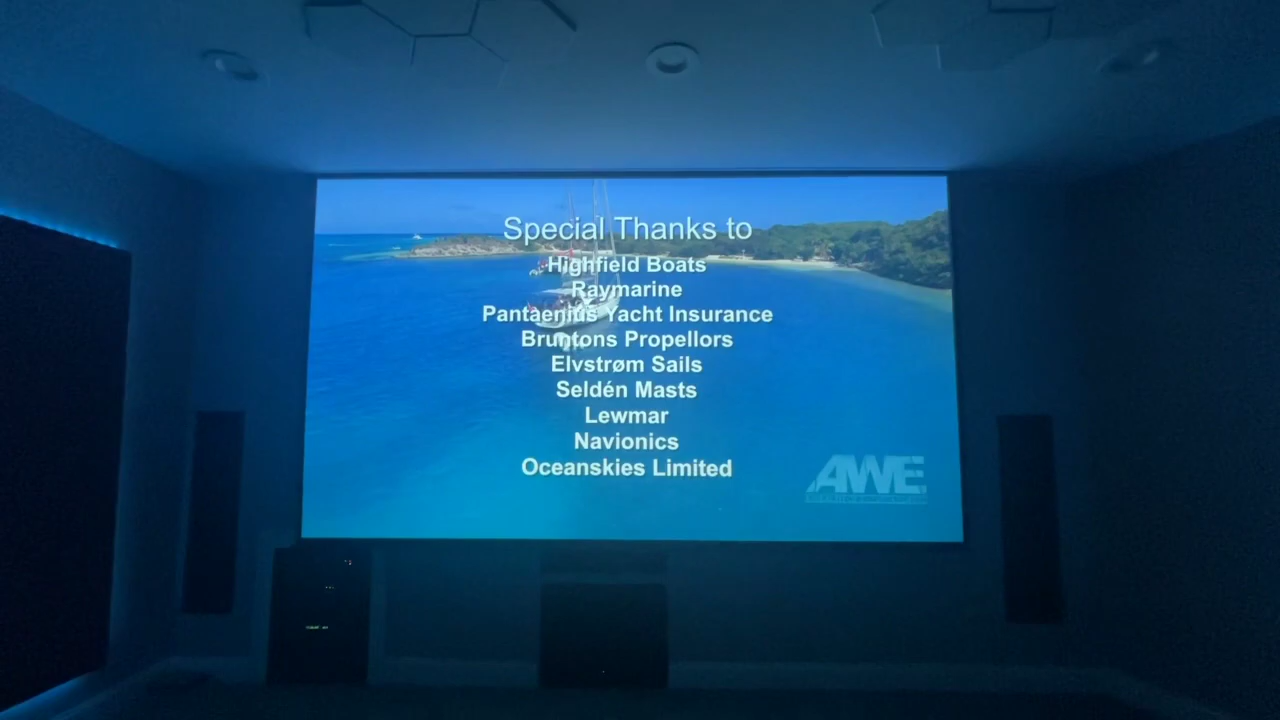 Special Thanks to
Highfield Boats
Raymarine
Pantaenius Yacht Insurance
Bruntons Propellors
Elvstrøm Sails
Seldén Masts
Lewmar
Navionics
Oceanskies Limited
AWE